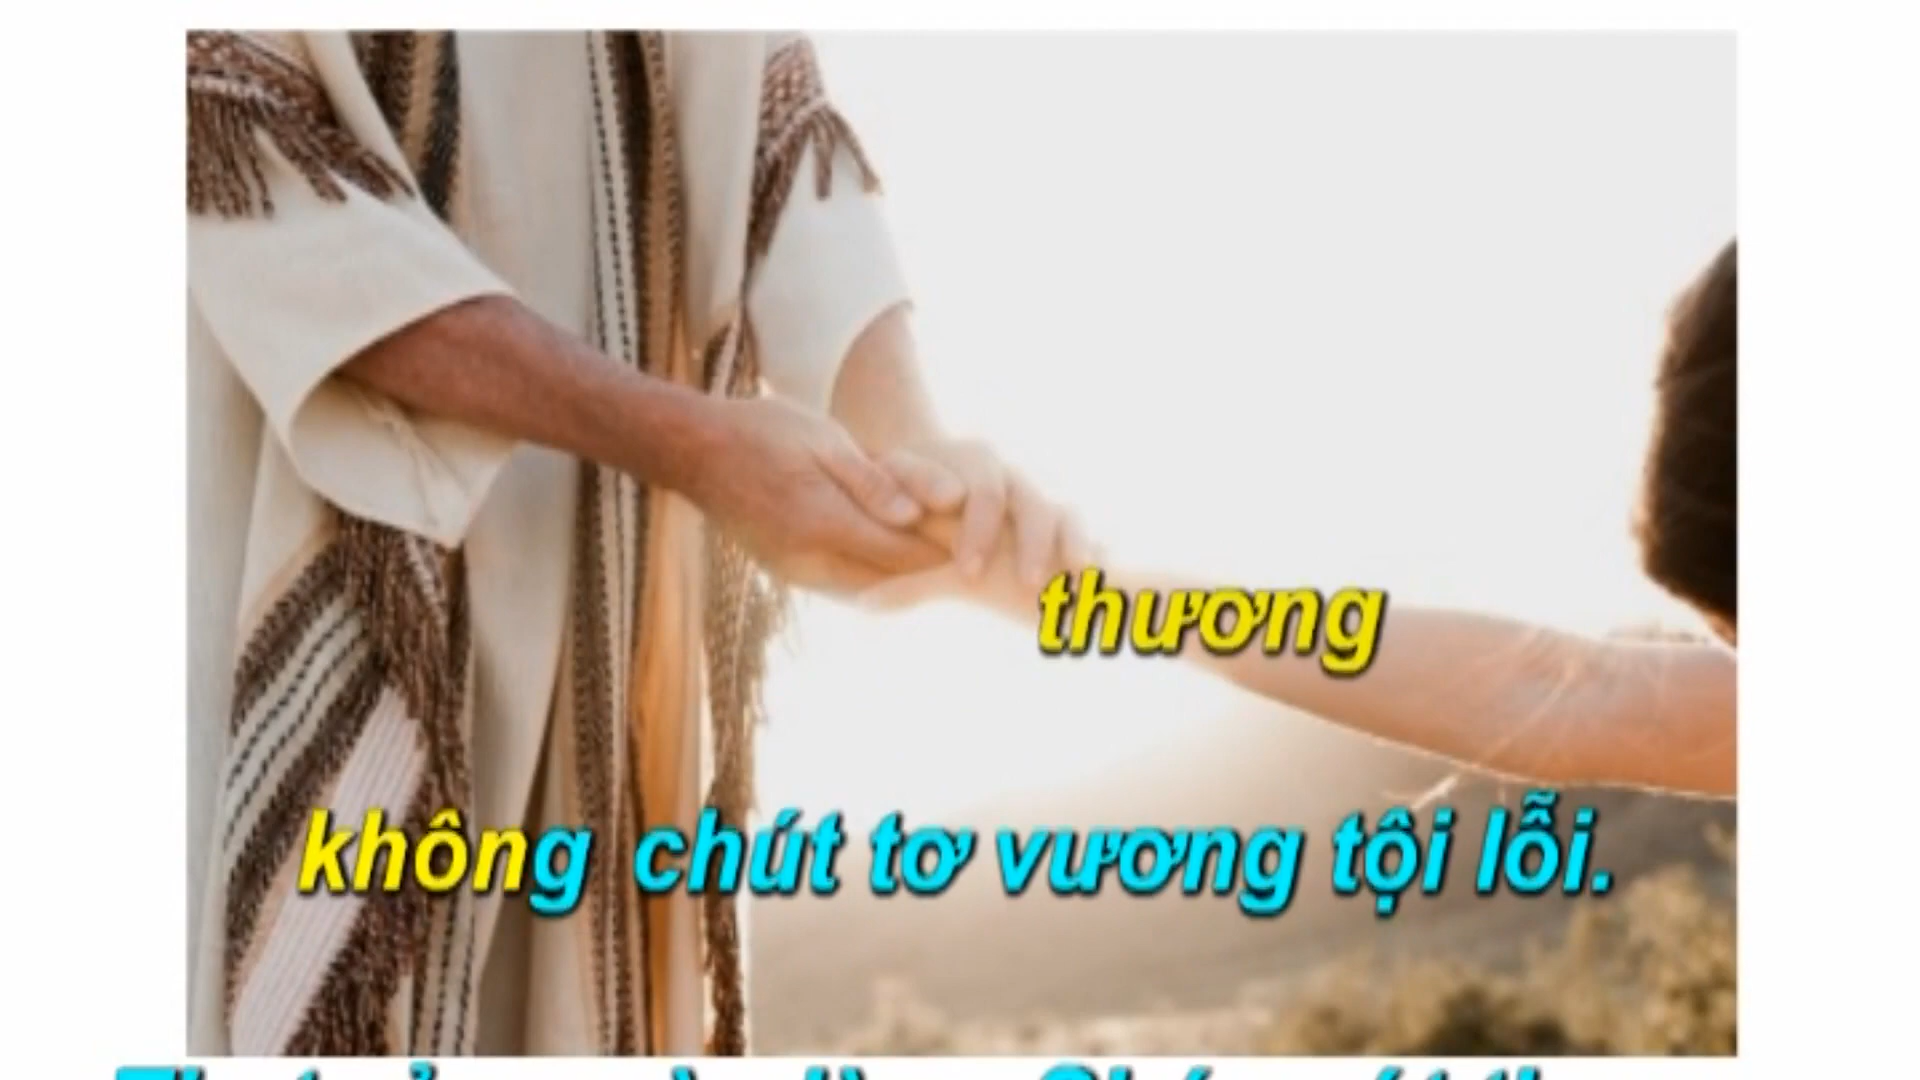 thương
không chút tơ vương tội lỗi.